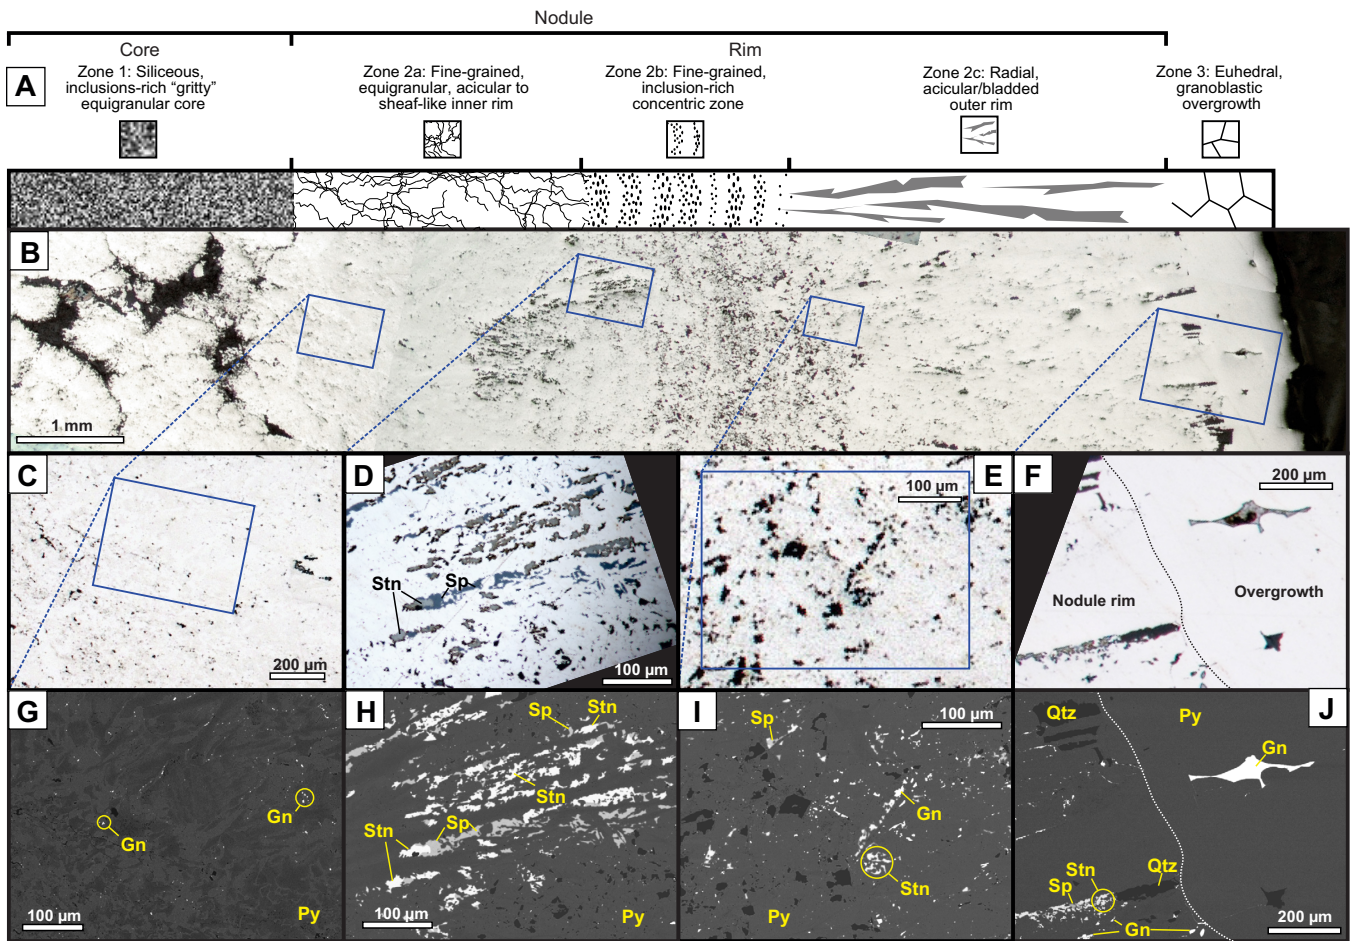 Nodule
Core
Rim
A
Zone 1: Siliceous,
inclusions-rich “gritty”
equigranular core
Zone 2a: Fine-grained,
equigranular, acicular to
sheaf-like inner rim
Zone 2b: Fine-grained,
inclusion-rich
concentric zone
Zone 2c: Radial,
acicular/bladded
outer rim
Zone 3: Euhedral,
granoblastic
overgrowth
B
1 mm
C
200 µm
D
Stn
Sp
100 µm
E
100 µm
F
200 µm
Nodule rim
Overgrowth
G
Gn
Gn
100 µm
Py
H
Sp
Stn
Stn
Stn
Sp
100 µm
Py
I
100 µm
Sp
Gn
Stn
Py
J
Qtz
Py
Gn
Stn
Qtz
Sp
Gn
200 µm